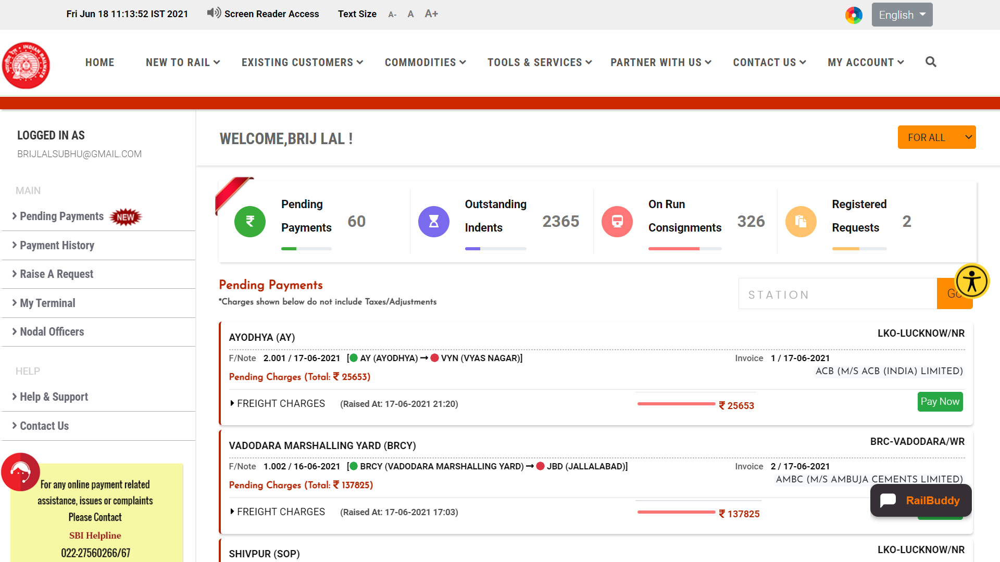 Fri Jun 18 11:13:52 IST 2021
Screen Reader Access
Text Size A- A A+
English
INDIAN RAILWAYS
HOME NEW TO RAIL EXISTING CUSTOMERS COMMODITIES TOOLS & SERVICES PARTNER WITH US CONTACT US MY ACCOUNT
LOGGED IN AS
BRIJLALSUBHU@GMAIL.COM
MAIN
Pending Payments NEW
Payment History
Raise A Request
My Terminal
Nodal Officers
HELP
Help & Support
Contact Us
For any online payment related
assistance, issues or complaints
Please Contact
SBI Helpline
022-27560266/67
WELCOME,BRIJ LAL !
FOR ALL
Pending
Payments
60
Outstanding
Indents
2365
On Run
Consignments
326
Registered
Requests
2
Pending Payments
*Charges shown below do not include Taxes/Adjustments
STATION
AYODHYA (AY)
LKO-LUCKNOW/NR
F/Note 2.001 / 17-06-2021 [ AY (AYODHYA) → VYN (VYAS NAGAR)]
Invoice 1 / 17-06-2021
ACB (M/S ACB (INDIA) LIMITED)
Pending Charges (Total: ₹ 25653)
FREIGHT CHARGES (Raised At: 17-06-2021 21:20)
₹ 25653
Pay Now
VADODARA MARSHALLING YARD (BRCY)
BRC-VADODARA/WR
F/Note 1.002 / 16-06-2021 [ BRCY (VADODARA MARSHALLING YARD) → JBD (JALLALABAD)]
Invoice 2 / 17-06-2021
AMBC (M/S AMBUJA CEMENTS LIMITED)
Pending Charges (Total: ₹ 137825)
FREIGHT CHARGES (Raised At: 17-06-2021 17:03)
₹ 137825
RailBuddy
SHIVPUR (SOP)
LKO-LUCKNOW/NR